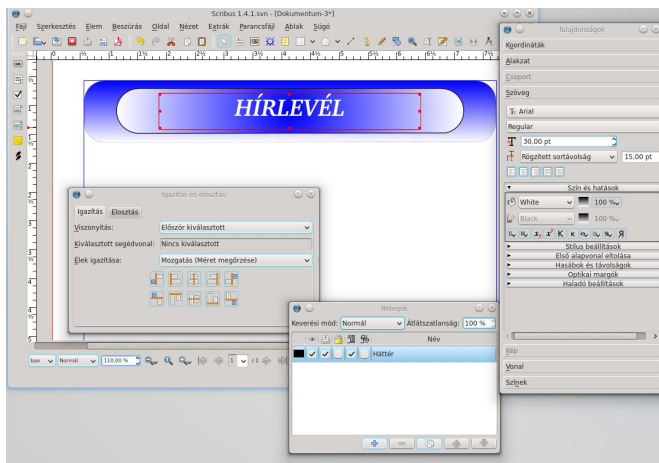 Scribus 1.4.1.svn - [Dokumentum-3*]
Fájl Szerkesztés Elem Beszúrás Oldal Nézet Extrák Parancsfájl Ablak Súgó
HÍRLEVÉL
Igazítás és elosztás
Igazítás Elosztás
Viszonyítás: Először kiválasztott
Kiválasztott segédvonal: Nincs kiválasztott
Élek igazítása: Mozgatás (Méret megőrzése)
ban Normál 110,00 % 1 /1
Rétegek
Keverési mód: Normál Átlátszatlanság: 100 %
Név
Háttér
Tulajdonságok
Koordináták
Alakzat
Csoport
Szöveg
Arial
Regular
30,00 pt
Rögzített sortávolság 15,00 pt
Szín és hatások
White 100 %
Black 100 %
Stílus beállítások
Első alapvonal eltolása
Hasábok és távolságok
Optikai margók
Haladó beállítások
Kép
Vonal
Színek